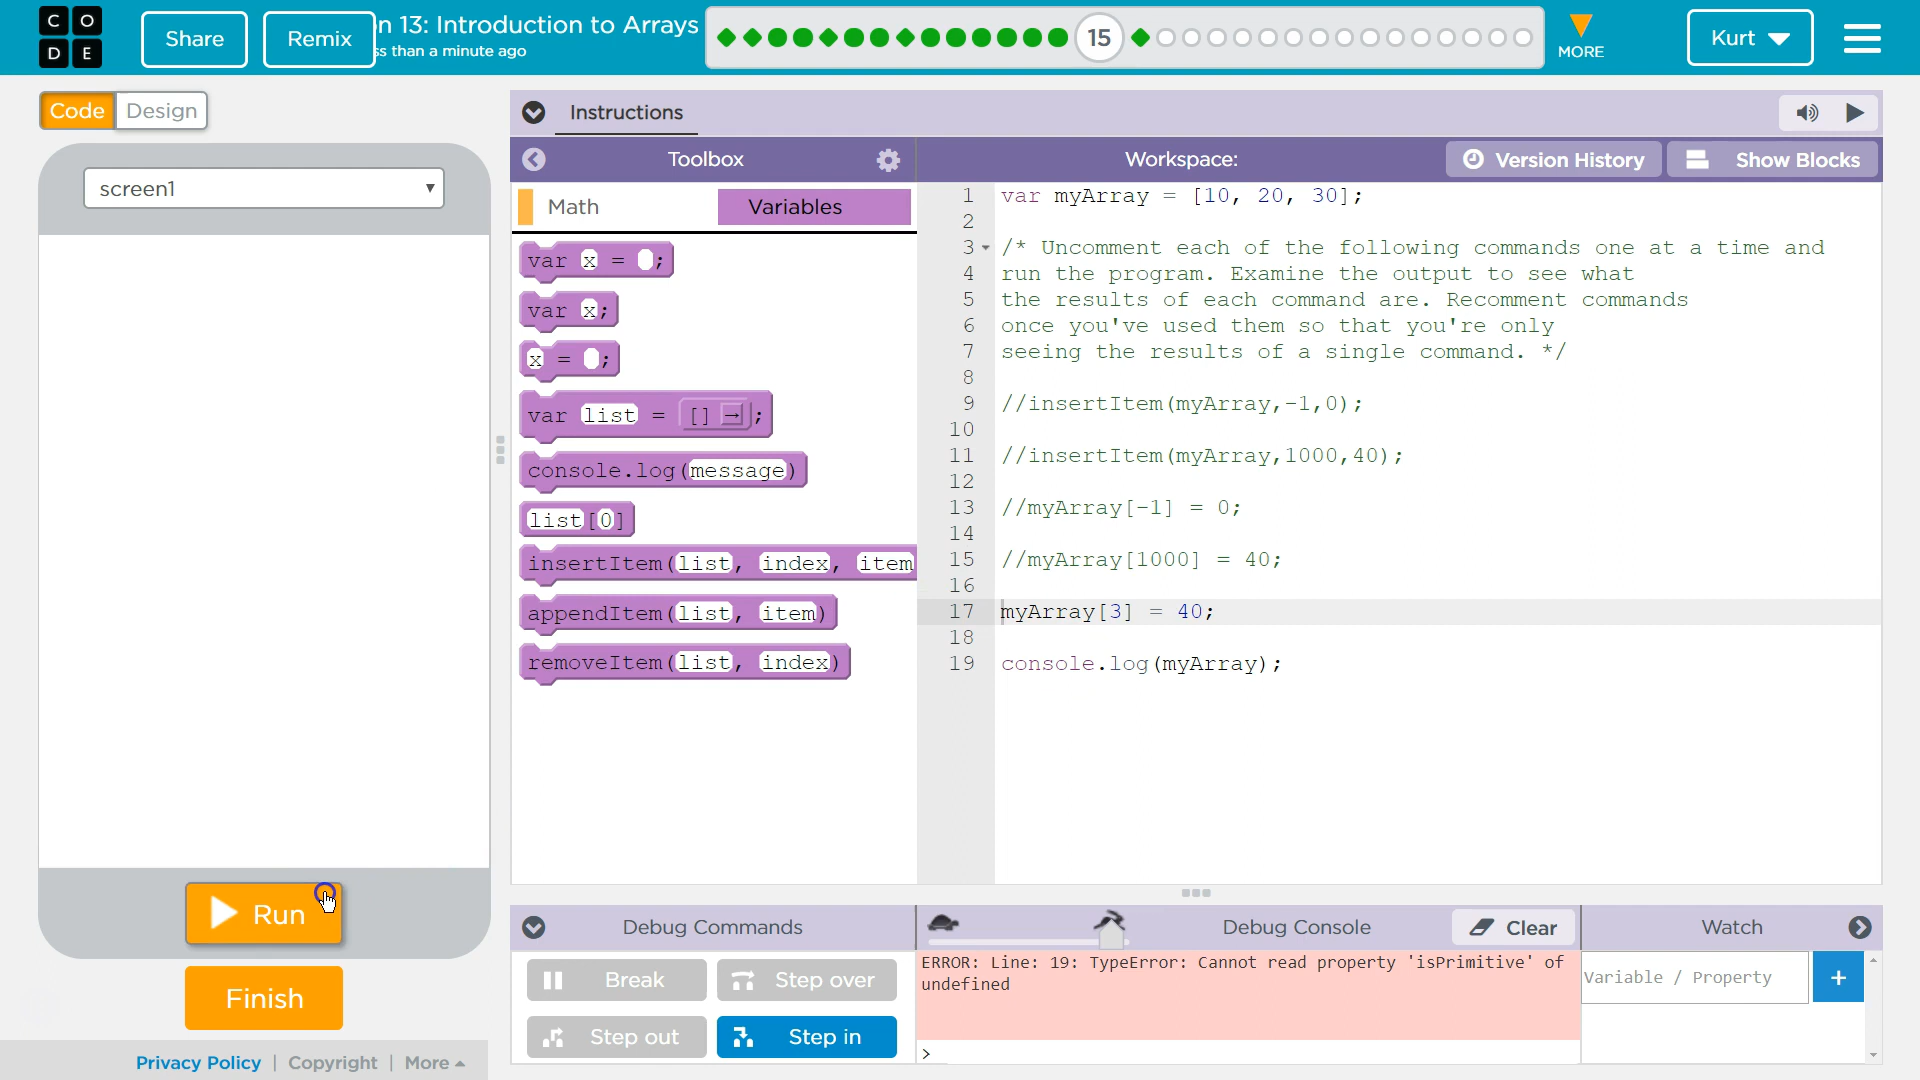 C O
D E
Share
Remix
n 13: Introduction to Arrays
ss than a minute ago
15
MORE
Kurt
Code
Design
Instructions
screen1
Toolbox
Workspace:
Version History
Show Blocks
Math
Variables
var x = ;
var x;
x = ;
var list = [] → ;
console.log(message)
list[0]
insertItem(list, index, item
appendItem(list, item)
removeItem(list, index)
1 var myArray = [10, 20, 30];
2
3 /* Uncomment each of the following commands one at a time and
4 run the program. Examine the output to see what
5 the results of each command are. Recomment commands
6 once you've used them so that you're only
7 seeing the results of a single command. */
8
9 //insertItem(myArray,-1,0);
10
11 //insertItem(myArray,1000,40);
12
13 //myArray[-1] = 0;
14
15 //myArray[1000] = 40;
16
17 myArray[3] = 40;
18
19 console.log(myArray);
Run
Finish
Debug Commands
Debug Console
Clear
Watch
Break
Step over
Step out
Step in
ERROR: Line: 19: TypeError: Cannot read property 'isPrimitive' of
undefined
>
Variable / Property
+
Privacy Policy | Copyright | More